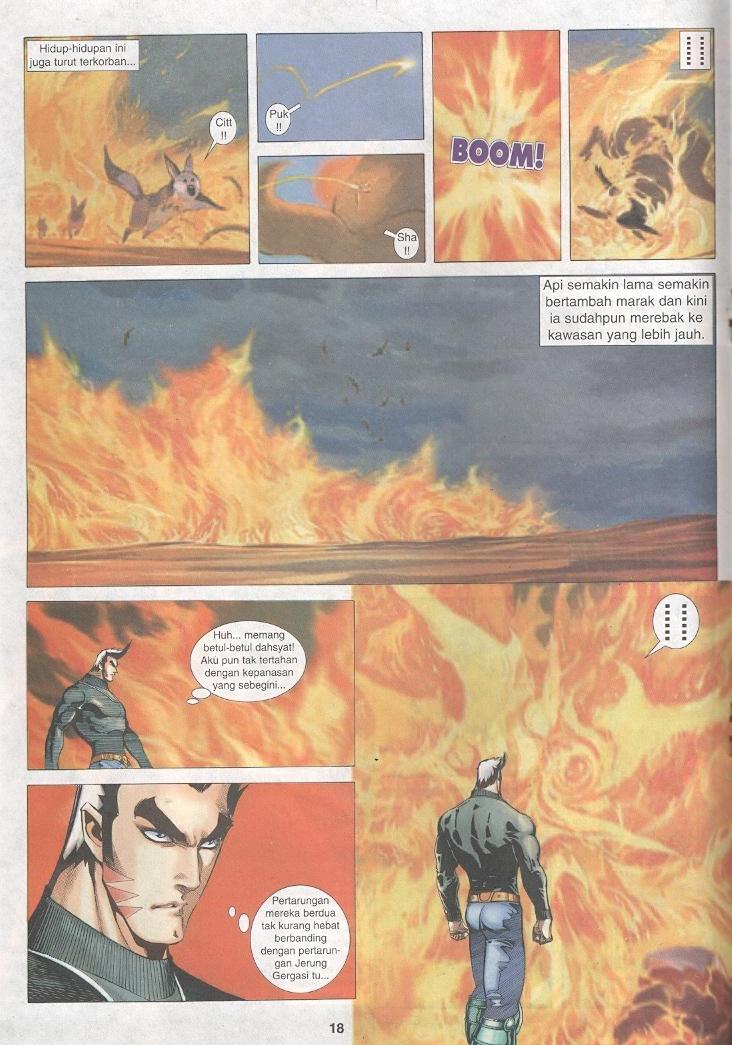 Hidup-hidupan ini
juga turut terkorban...
Citt
!!
Puk
!!
Sha
!!
BOOM!
Api semakin lama semakin
bertambah marak dan kini
ia sudahpun merebak ke
kawasan yang lebih jauh.
Huh... memang
betul-betul dahsyat!
Aku pun tak tertahan
dengan kepanasan
yang sebegini...
Pertarungan
mereka berdua
tak kurang hebat
berbanding
dengan pertarun-
gan Jerung
Gergasi tu...
18